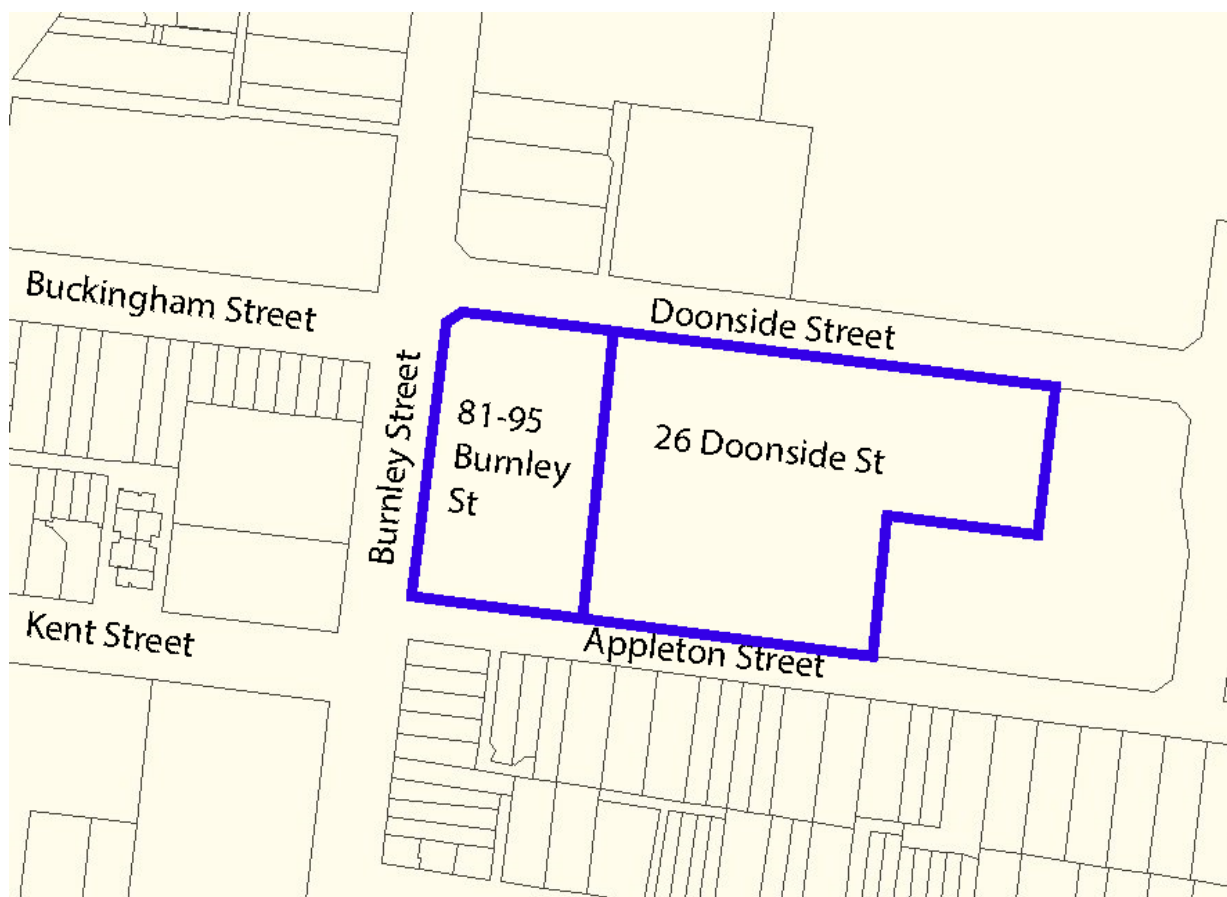 Buckingham Street
Doonside Street
Burnley Street
81-95
Burnley
St
26 Doonside St
Kent Street
Appleton Street